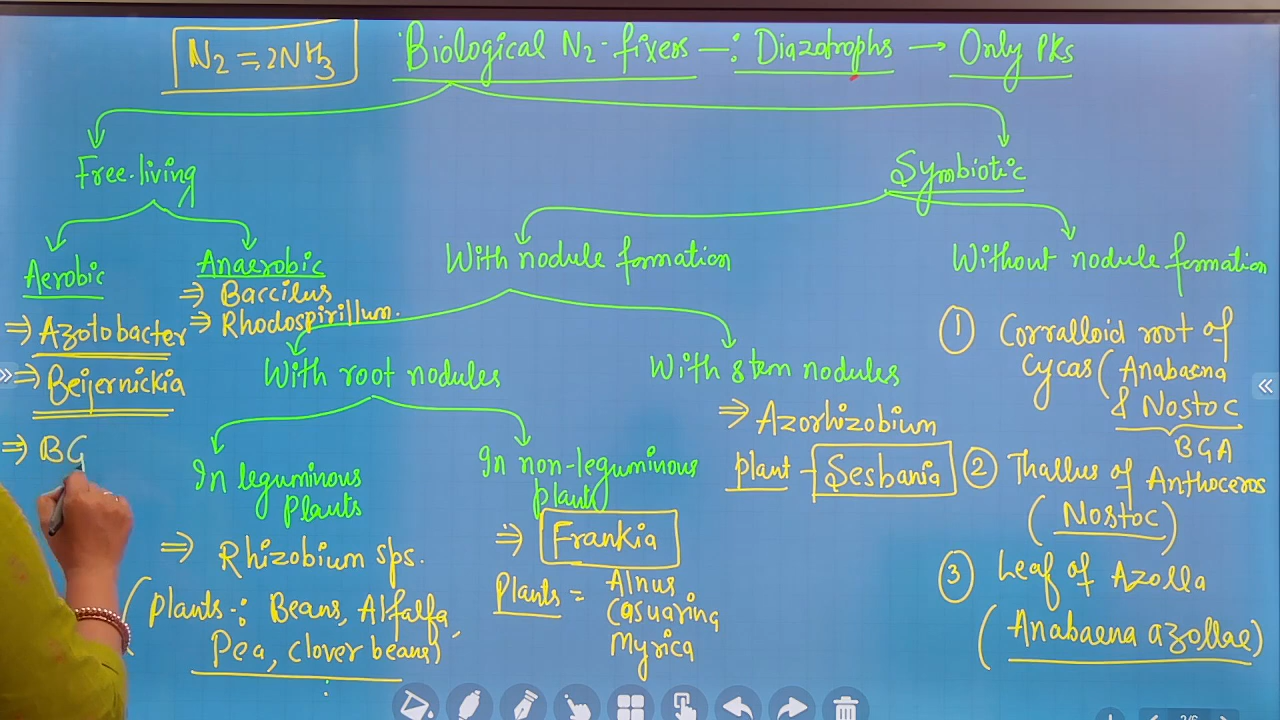 N2 ⇒ 2NH3
Biological N2-fixers —: Diazotrophs → Only PKs
Free-living
Symbiotic
Aerobic
Anaerobic
⇒ Baccilus
⇒ Rhodospirillum.
⇒ Azotobacter
⇒ Beijernickia
⇒ BG
With nodule formation
Without nodule formation
With root nodules
With stem nodules
⇒ Azorhizobium
plant - Sesbania
In leguminous
plants
⇒ Rhizobium sps.
(plants -: Beans, Alfalfa,
Pea, clover beans)
In non-leguminous
plants
⇒ Frankia
Plants = Alnus
Casuarina
Myrica
① Corralloid root of
Cycas (Anabaena
& Nostoc
BGA
② Thallus of Anthoceros
(Nostoc)
③ Leaf of Azolla
(Anabaena azollae)
2/6